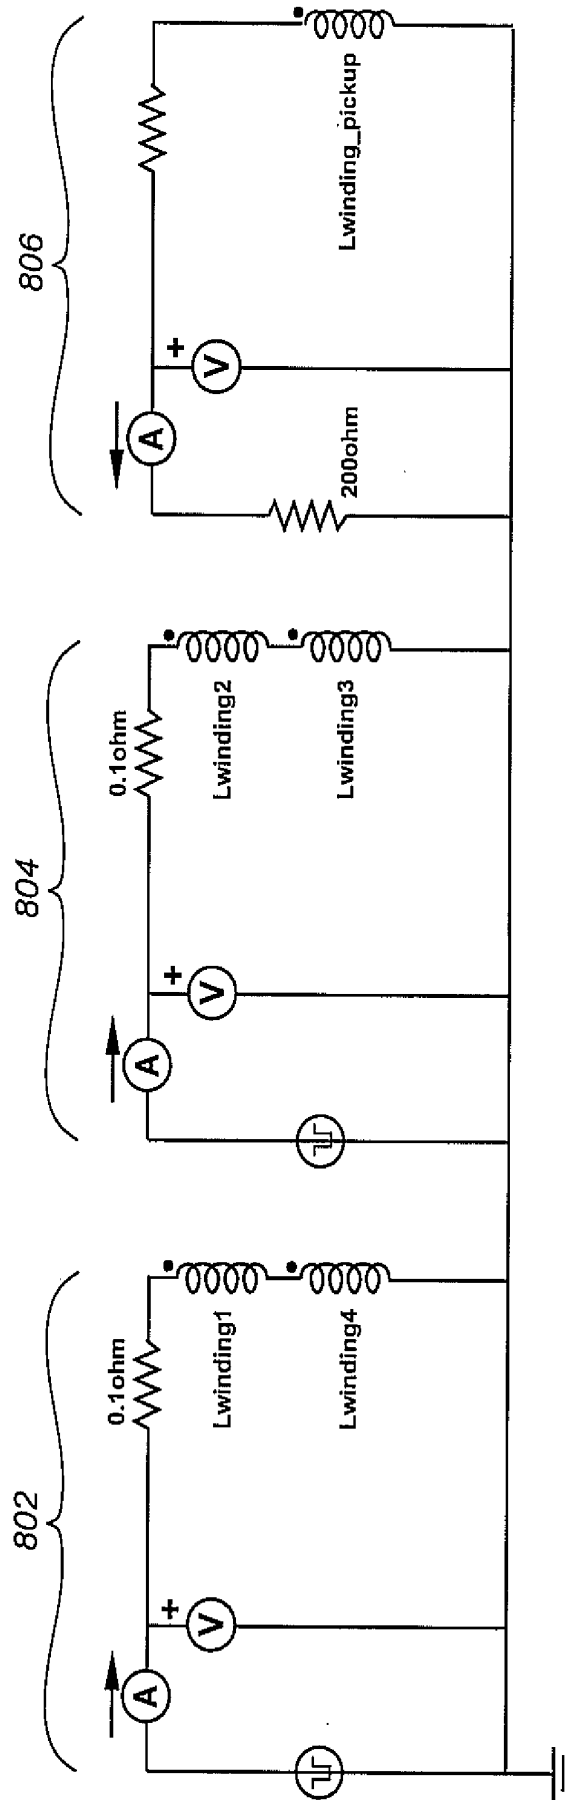 802
A
+
V
0.1ohm
Lwinding1
Lwinding4
804
A
+
V
0.1ohm
Lwinding2
Lwinding3
806
A
+
V
200ohm
Lwinding_pickup